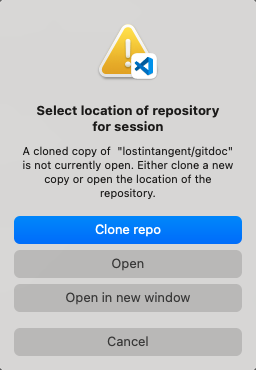 Select location of repository
for session
A cloned copy of  "lostintangent/gitdoc"
is not currently open. Either clone a new
copy or open the location of the
repository.
Clone repo
Open
Open in new window
Cancel